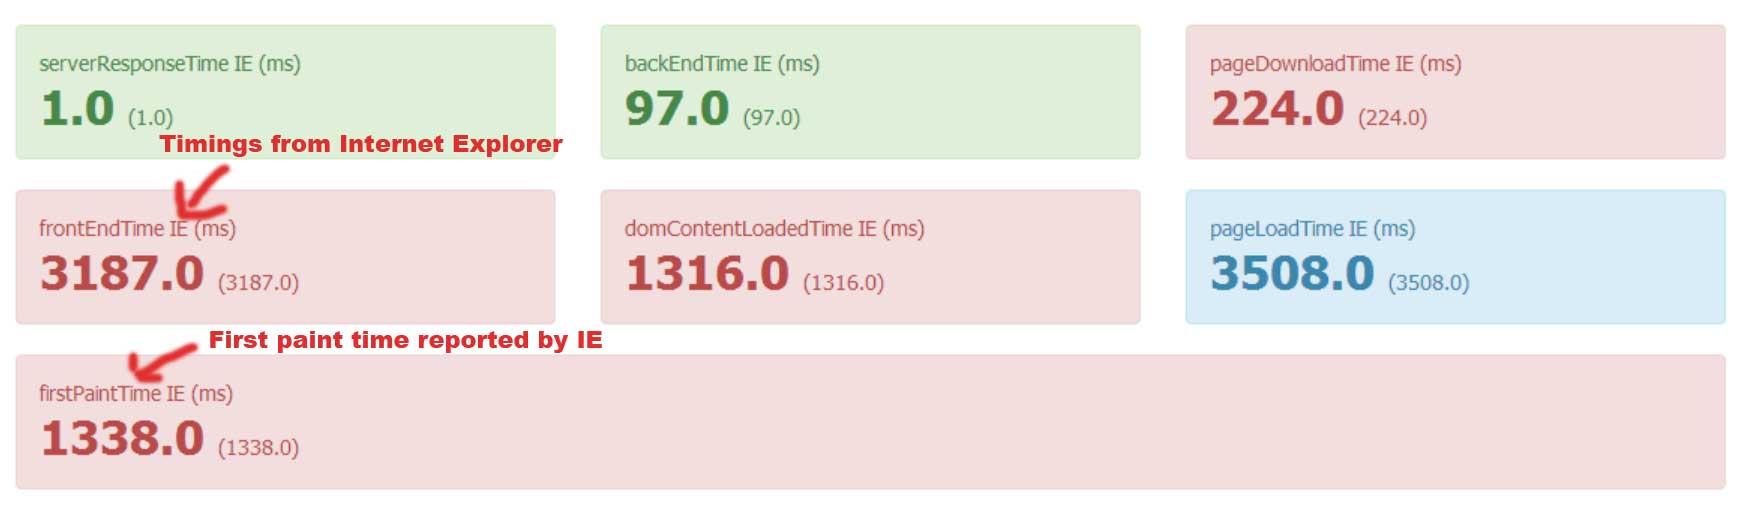 serverResponseTime IE (ms)
1.0 (1.0)
backEndTime IE (ms)
97.0 (97.0)
pageDownloadTime IE (ms)
224.0 (224.0)
Timings from Internet Explorer
frontEndTime IE (ms)
3187.0 (3187.0)
domContentLoadedTime IE (ms)
1316.0 (1316.0)
pageLoadTime IE (ms)
3508.0 (3508.0)
First paint time reported by IE
firstPaintTime IE (ms)
1338.0 (1338.0)